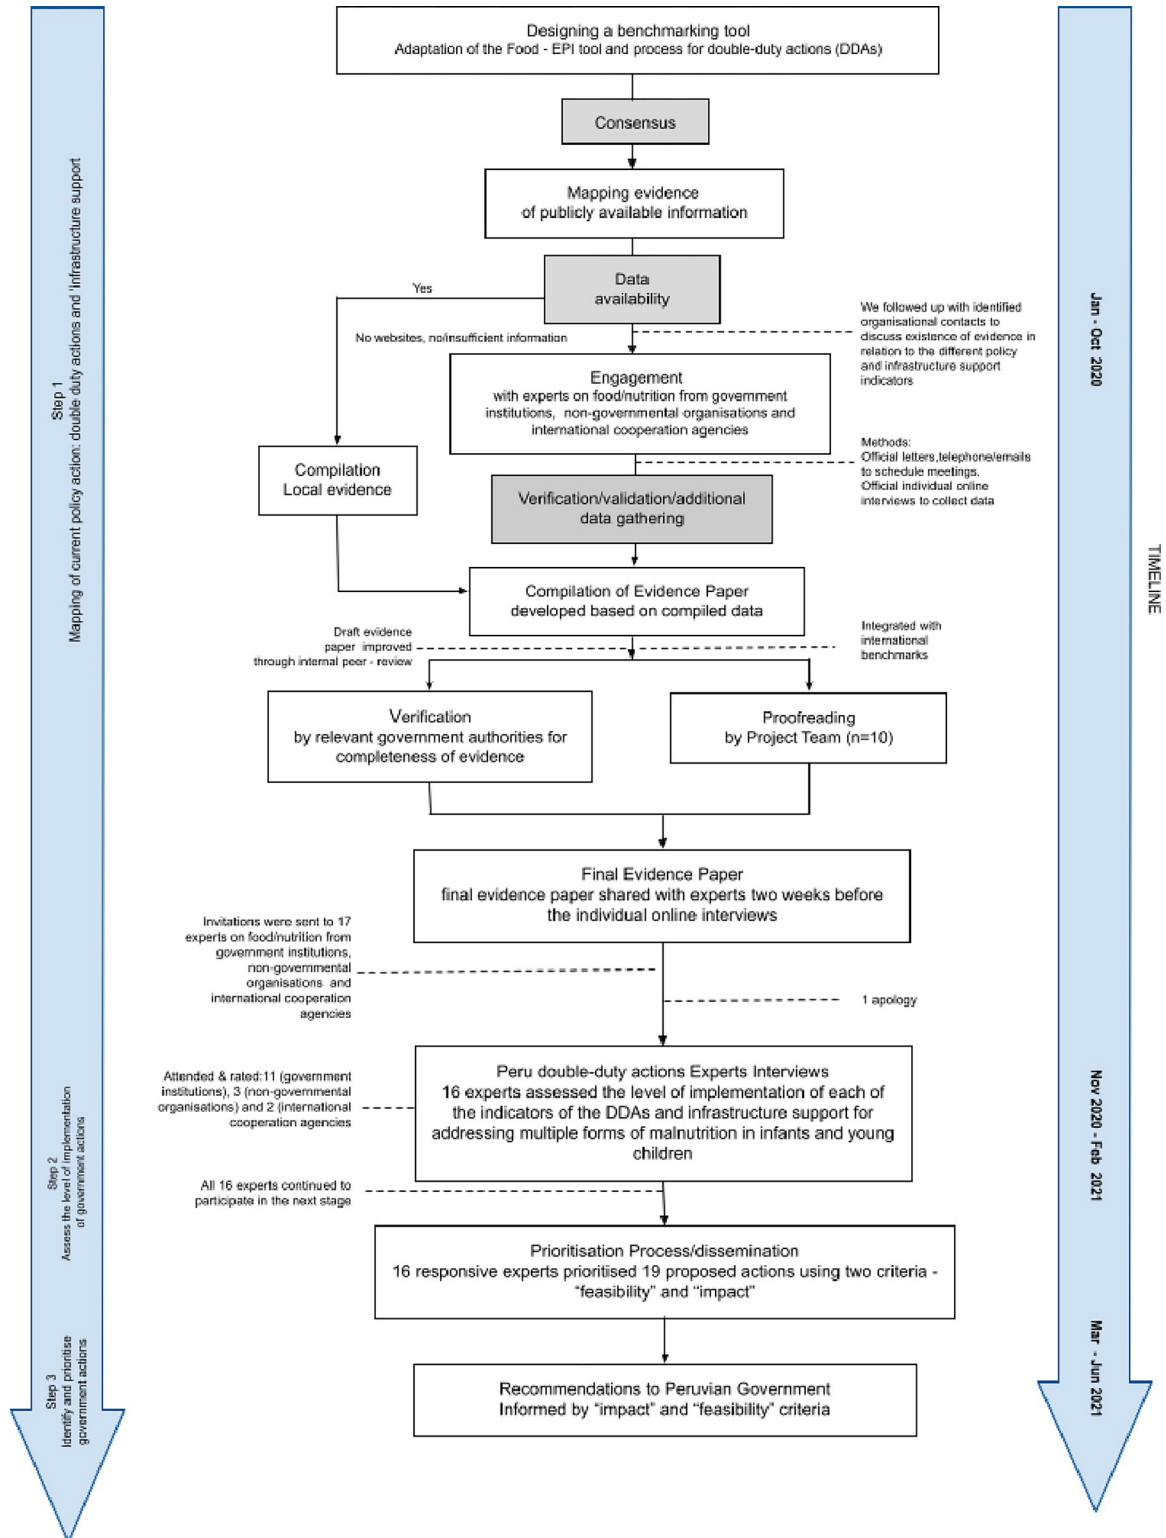 Designing a benchmarking tool
Adaptation of the Food - EPI tool and process for double-duty actions (DDAs)
Consensus
Mapping evidence
of publicly available information
Data
availability
Yes
No websites, no/insufficient information
We followed up with identified
organisational contacts to
discuss existence of evidence in
relation to the different policy
and infrastructure support
indicators
Engagement
with experts on food/nutrition from government
institutions, non-governmental organisations and
international cooperation agencies
Methods:
Official letters,telephone/emails
to schedule meetings.
Official individual online
interviews to collect data
Compilation
Local evidence
Verification/validation/additional
data gathering
Compilation of Evidence Paper
developed based on compiled data
Draft evidence
paper improved
through internal peer - review
Integrated with
international
benchmarks
Verification
by relevant government authorities for
completeness of evidence
Proofreading
by Project Team (n=10)
Final Evidence Paper
final evidence paper shared with experts two weeks before
the individual online interviews
Invitations were sent to 17
experts on food/nutrition from
government institutions,
non-governmental
organisations and
international cooperation
agencies
1 apology
Peru double-duty actions Experts Interviews
16 experts assessed the level of implementation of each of
the indicators of the DDAs and infrastructure support for
addressing multiple forms of malnutrition in infants and young
children
Attended & rated:11 (government
institutions), 3 (non-governmental
organisations) and 2 (international
cooperation agencies)
All 16 experts continued to
participate in the next stage
Prioritisation Process/dissemination
16 responsive experts prioritised 19 proposed actions using two criteria -
“feasibility” and “impact”
Recommendations to Peruvian Government
Informed by “impact” and “feasibility” criteria
Step 1
Mapping of current policy action: double duty actions and 'infrastructure support
Step 2
Assess the level of implementation
of government actions
Step 3
Identify and prioritise
government actions
Jan - Oct 2020
Nov 2020 - Feb 2021
Mar - Jun 2021
TIMELINE